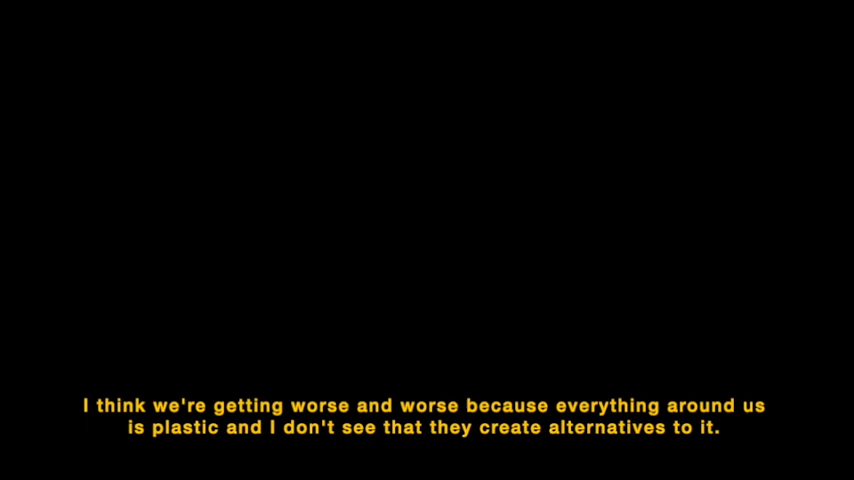 I think we're getting worse and worse because everything around us
is plastic and I don't see that they create alternatives to it.